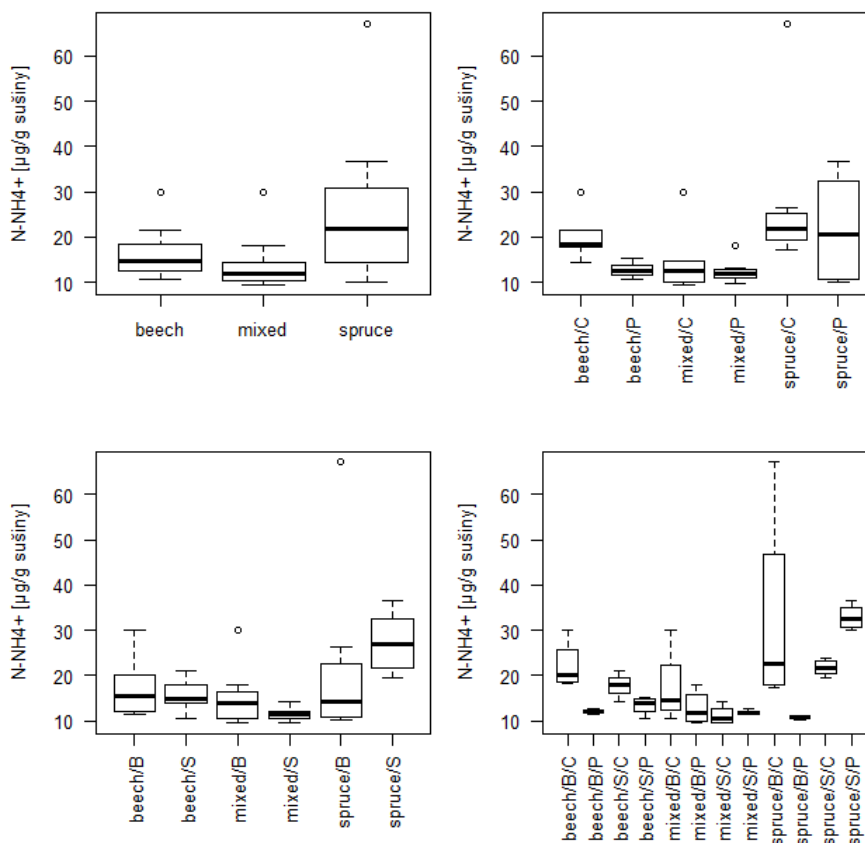 N-NH4+ [µg/g sušiny]
60
50
40
30
20
10
beech mixed spruce
N-NH4+ [µg/g sušiny]
60
50
40
30
20
10
beech/C
beech/P
mixed/C
mixed/P
spruce/C
spruce/P
N-NH4+ [µg/g sušiny]
60
50
40
30
20
10
beech/B
beech/S
mixed/B
mixed/S
spruce/B
spruce/S
N-NH4+ [µg/g sušiny]
60
50
40
30
20
10
beech/B/C
beech/B/P
beech/S/C
beech/S/P
mixed/B/C
mixed/B/P
mixed/S/C
mixed/S/P
spruce/B/C
spruce/B/P
spruce/S/C
spruce/S/P